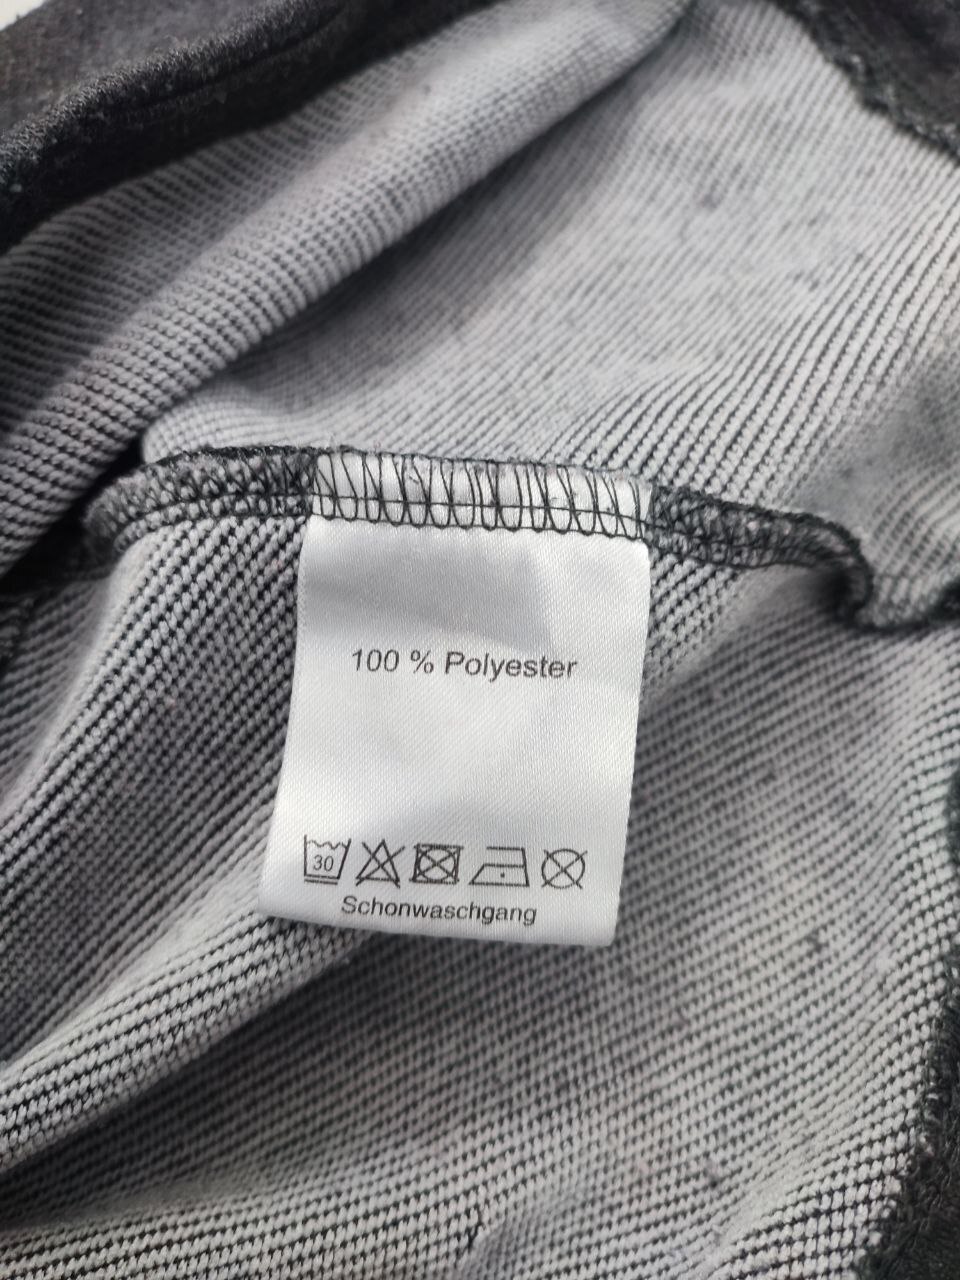 100 % Polyester
30
Schonwaschgang